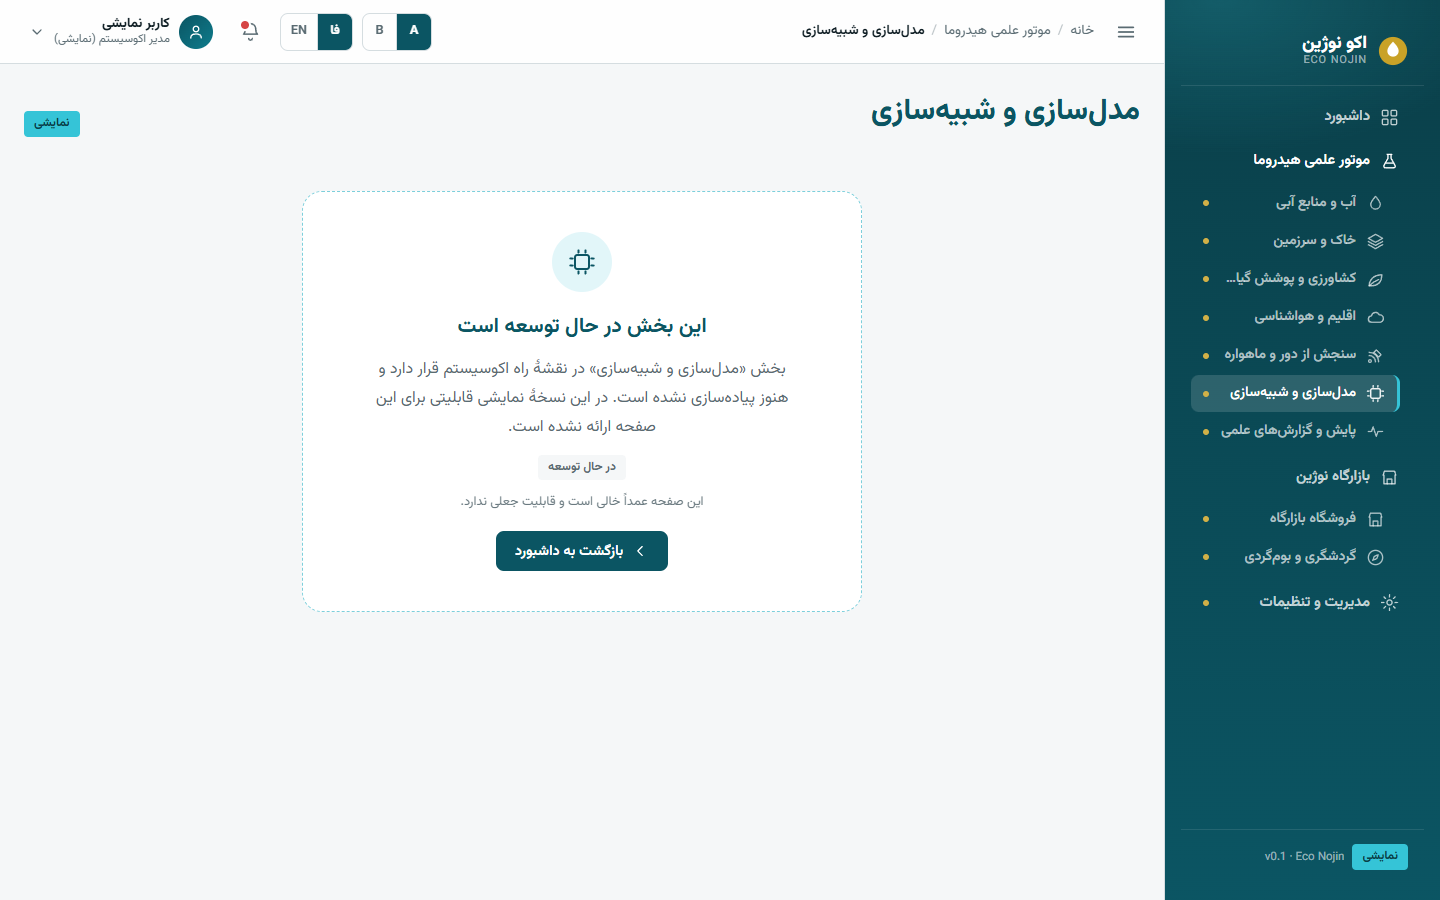 اکو نوژین
ECO NOJIN
داشبورد
موتور علمی هیدروما
آب و منابع آبی
خاک و سرزمین
کشاورزی و پوشش گیا...
اقلیم و هواشناسی
سنجش از دور و ماهواره
مدل‌سازی و شبیه‌سازی
پایش و گزارش‌های علمی
بازارگاه نوژین
فروشگاه بازارگاه
گردشگری و بوم‌گردی
مدیریت و تنظیمات
نمایشی
v0.1 · Eco Nojin
خانه / موتور علمی هیدروما / مدل‌سازی و شبیه‌سازی
A B
فا EN
کاربر نمایشی
مدیر اکوسیستم (نمایشی)
مدل‌سازی و شبیه‌سازی
نمایشی
این بخش در حال توسعه است
بخش «مدل‌سازی و شبیه‌سازی» در نقشهٔ راه اکوسیستم قرار دارد و
هنوز پیاده‌سازی نشده است. در این نسخهٔ نمایشی قابلیتی برای این
صفحه ارائه نشده است.
در حال توسعه
این صفحه عمداً خالی است و قابلیت جعلی ندارد.
بازگشت به داشبورد